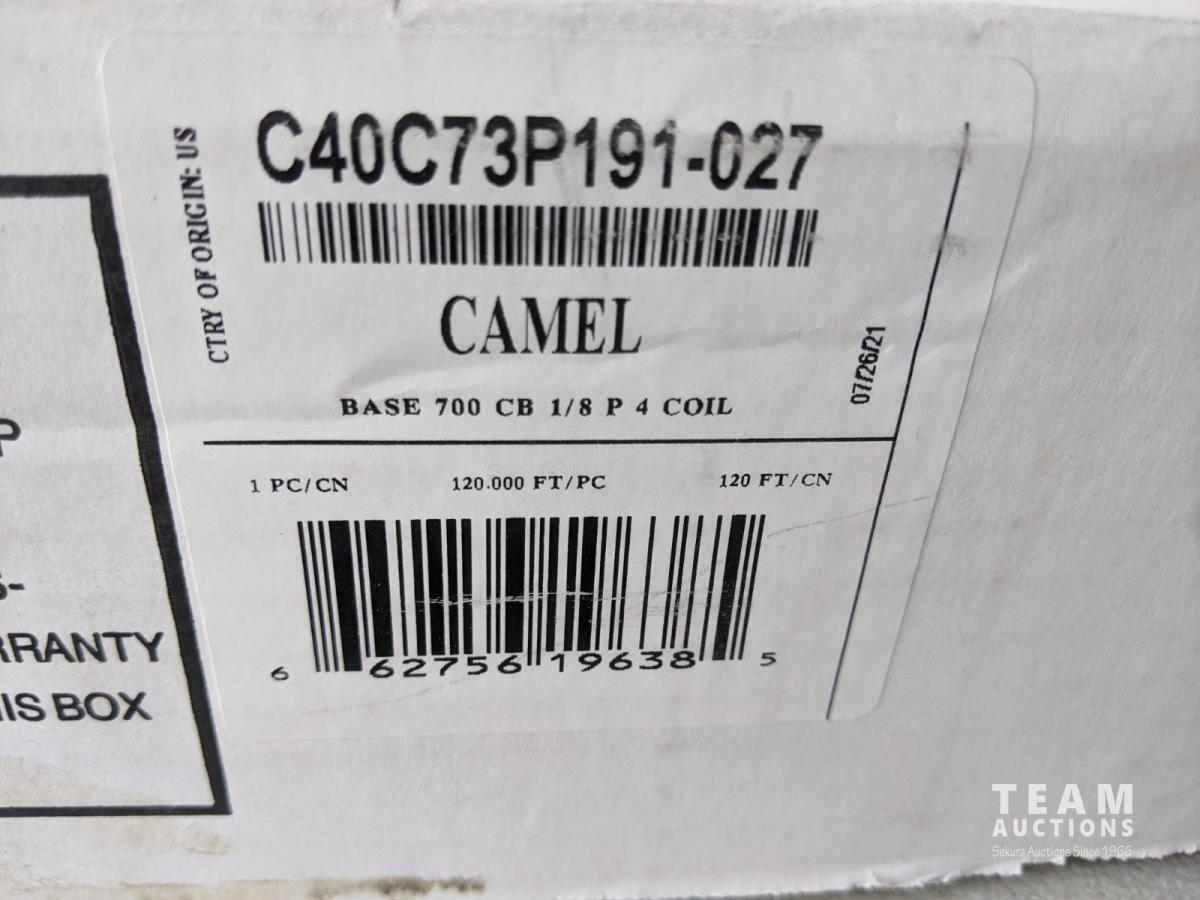 CTRY OF ORIGIN: US
C40C73P191-027
CAMEL
07/26/21
BASE 700 CB 1/8 P 4 COIL
1 PC/CN 120.000 FT/PC 120 FT/CN
6 62756 19638 5
P
S-
RRANTY
IS BOX
TEAM
AUCTIONS
Sekura Auctions Since 1966